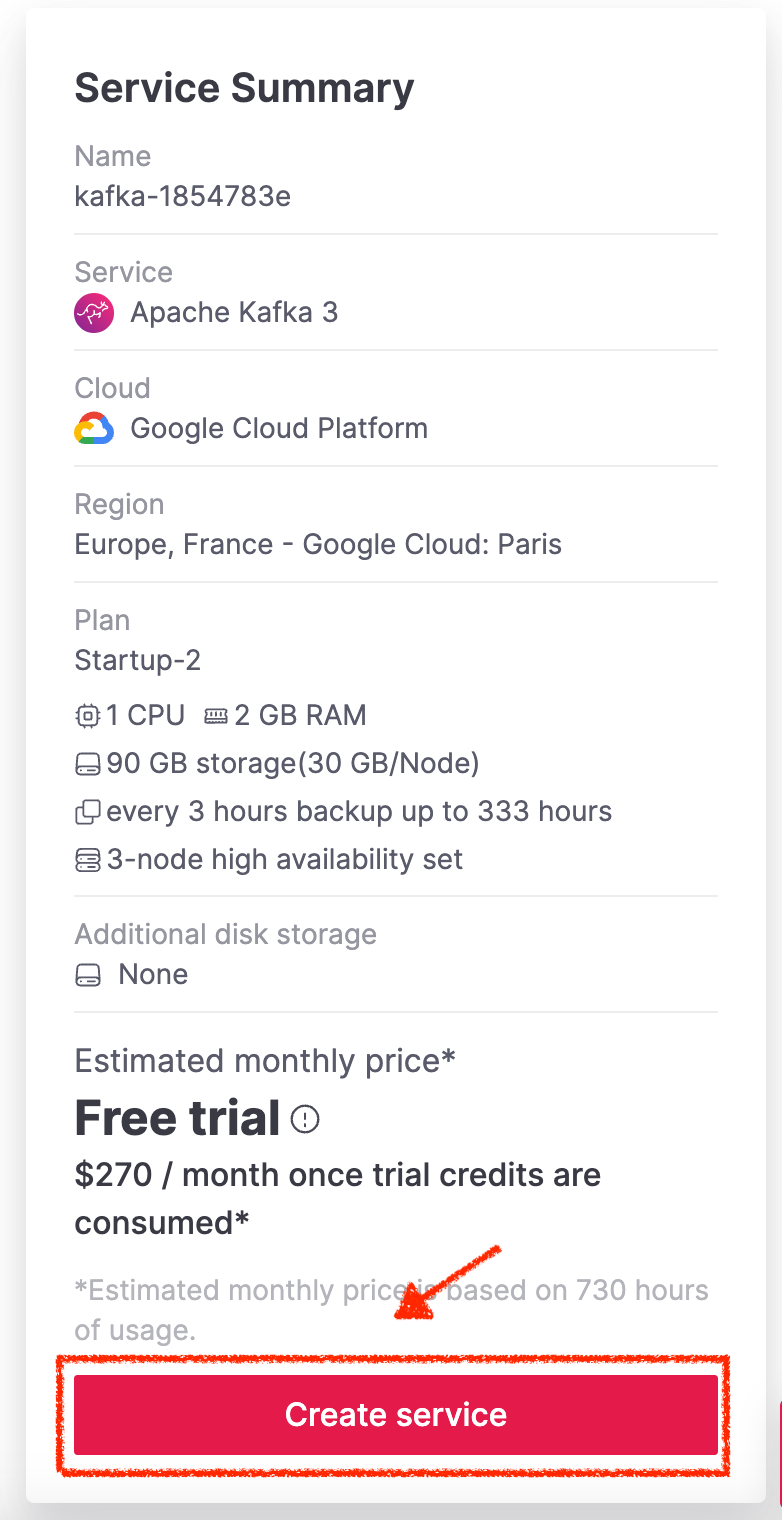 Service Summary
Name
kafka-1854783e
Service
Apache Kafka 3
Cloud
Google Cloud Platform
Region
Europe, France - Google Cloud: Paris
Plan
Startup-2
1 CPU 2 GB RAM
90 GB storage(30 GB/Node)
every 3 hours backup up to 333 hours
3-node high availability set
Additional disk storage
None
Estimated monthly price*
Free trial
$270 / month once trial credits are
consumed*
*Estimated monthly price is based on 730 hours
of usage.
Create service